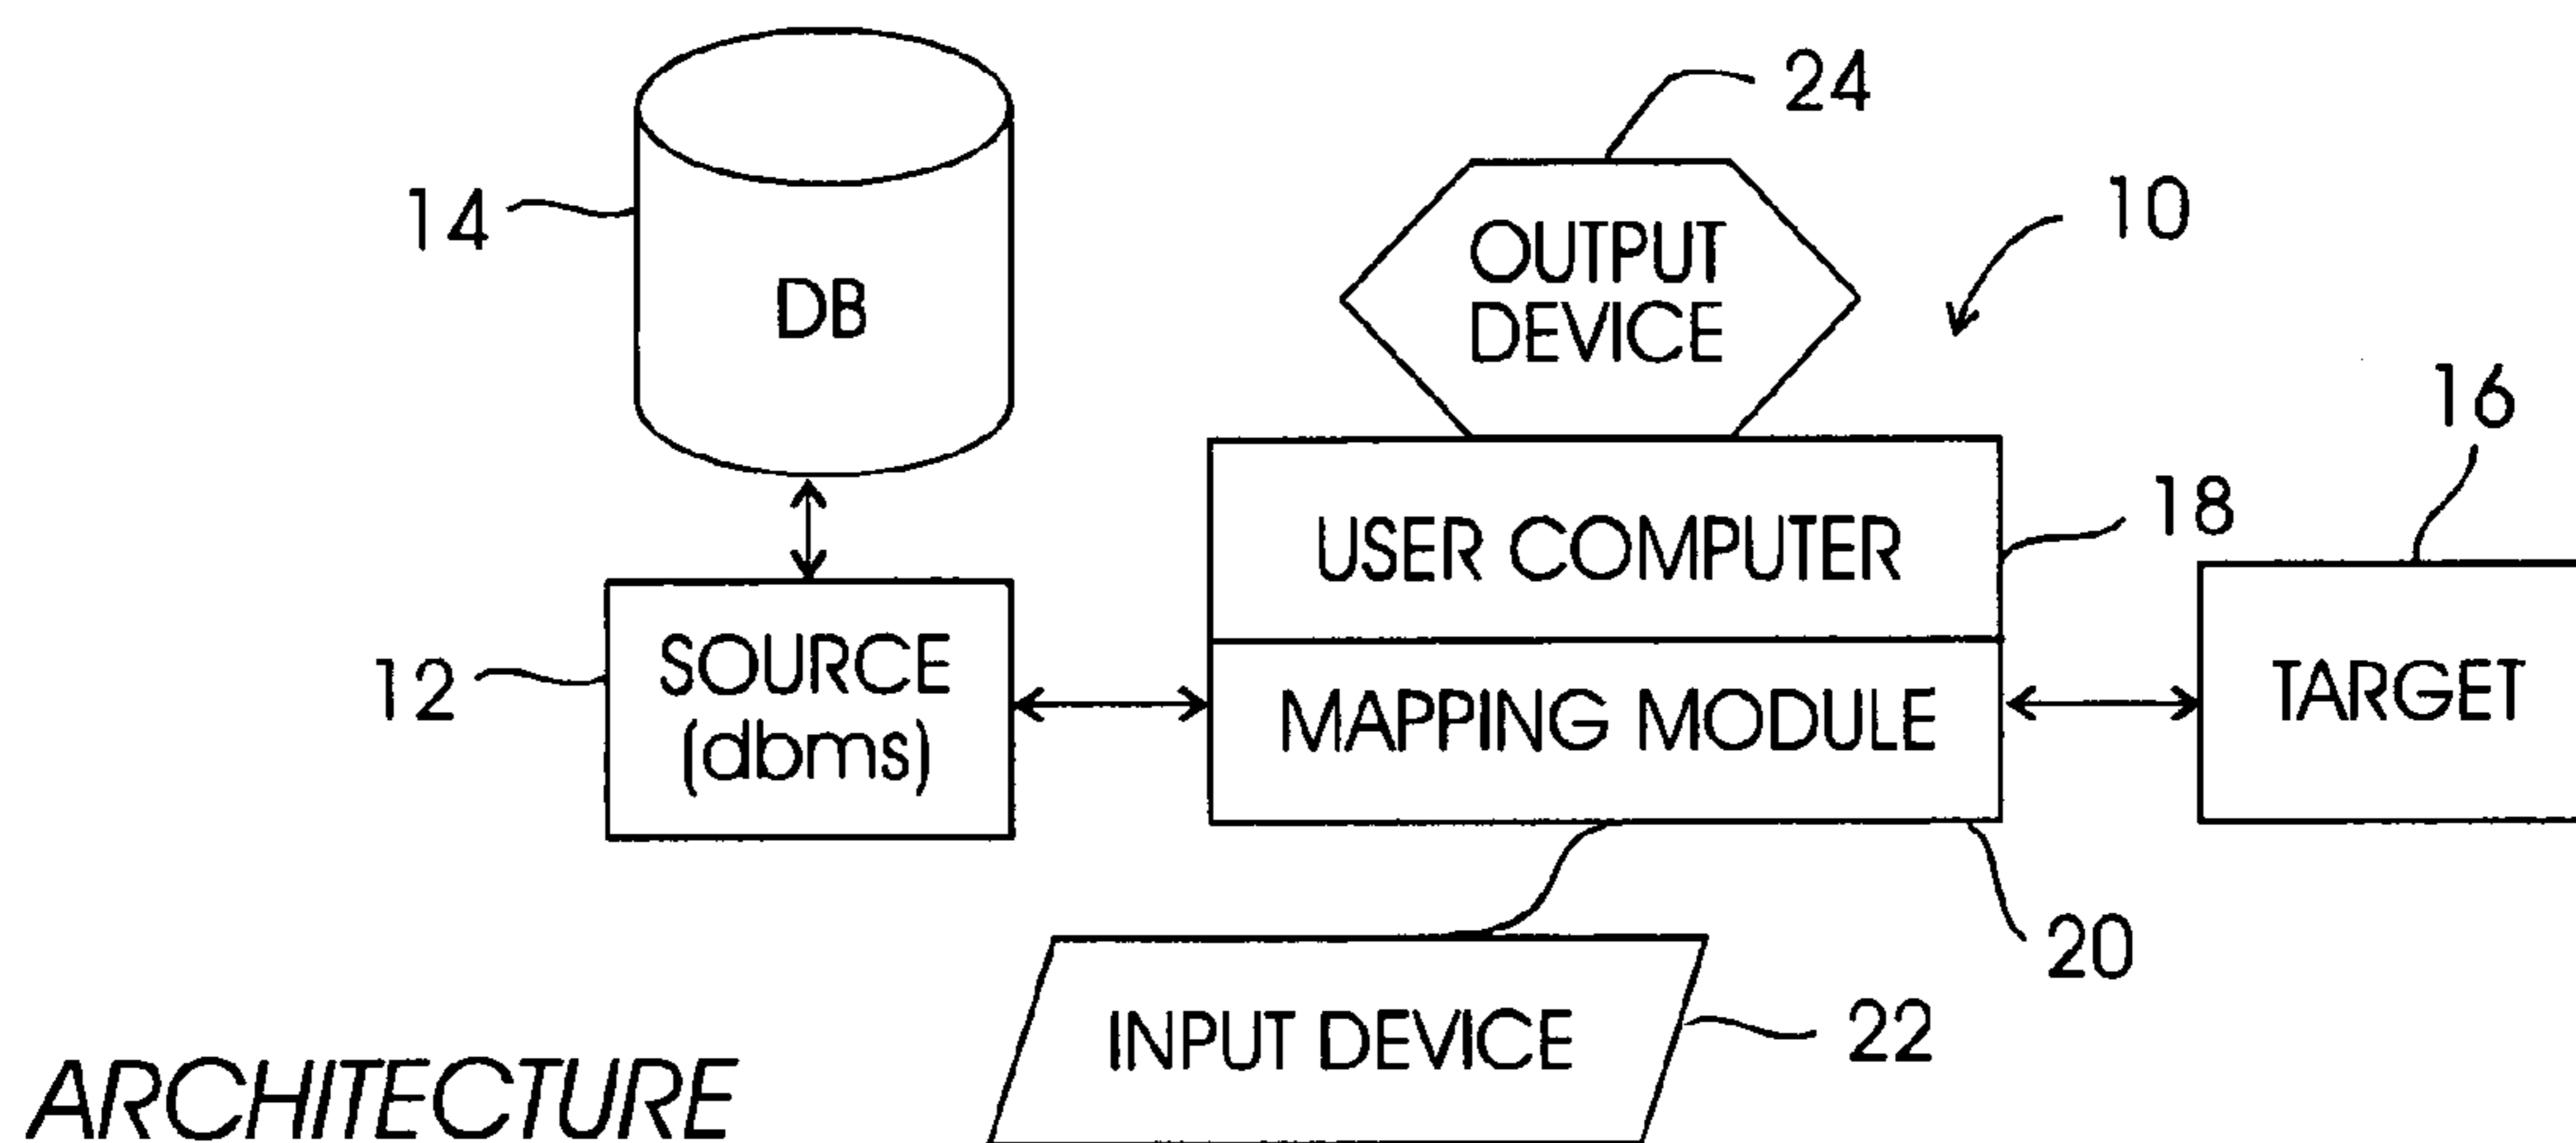 24
14
10
OUTPUT
DEVICE
DB
16
18
USER COMPUTER
12
SOURCE
(dbms)
MAPPING MODULE
TARGET
20
22
INPUT DEVICE
ARCHITECTURE